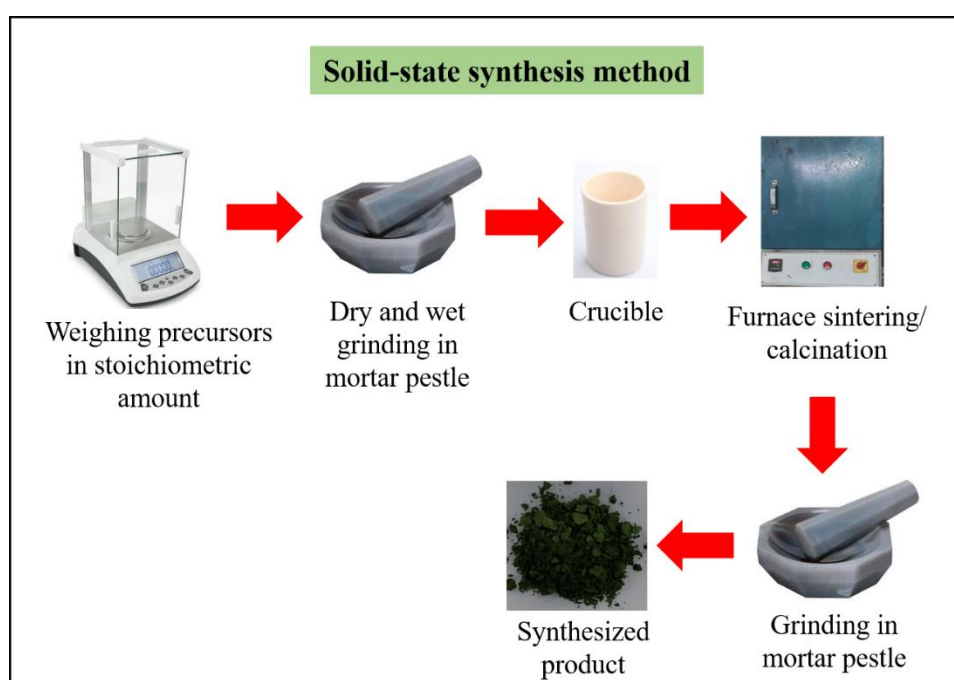 Solid-state synthesis method
Weighing precursors
in stoichiometric
amount
Dry and wet
grinding in
mortar pestle
Crucible
Furnace sintering/
calcination
Grinding in
mortar pestle
Synthesized
product